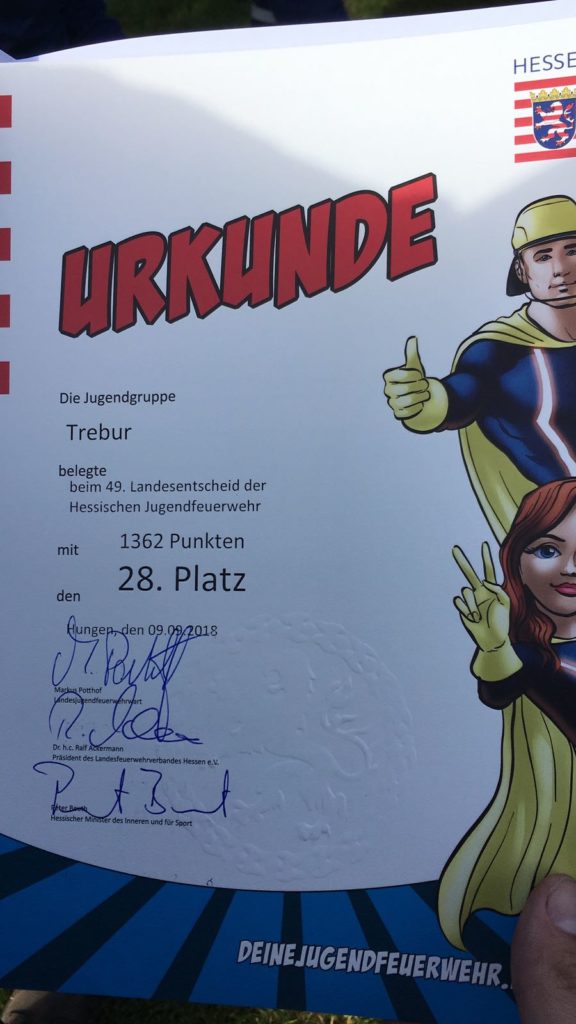 HESSE
URKUNDE
Die Jugendgruppe
Trebur
belegte
beim 49. Landesentscheid der
Hessischen Jugendfeuerwehr
mit 1362 Punkten
den 28. Platz
Hungen, den 09.09.2018
Markus Potthof
Landesjugendfeuerwehrwart
Dr. h.c. Ralf Ackermann
Präsident des Landesfeuerwehrverbandes Hessen e.V.
Peter Beuth
Hessischer Minister des Inneren und für Sport
DEINEJUGENDFEUERWEHR.